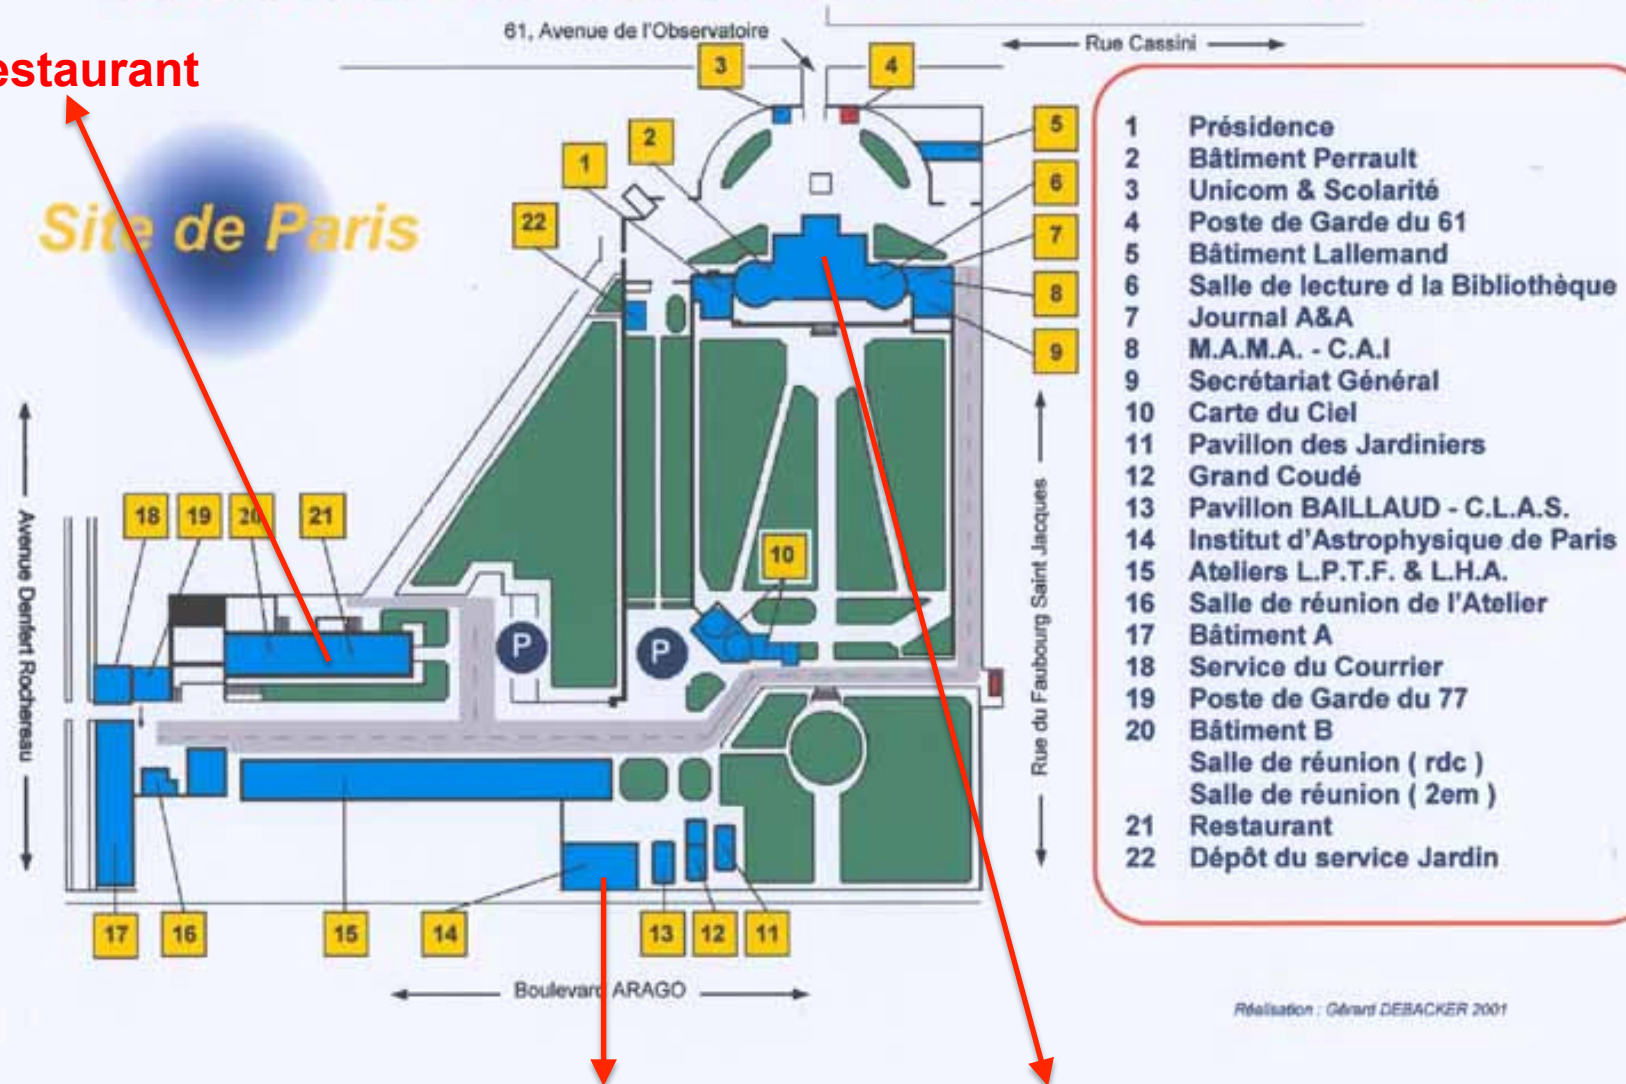 61, Avenue de l'Observatoire
Rue Cassini
estaurant
Site de Paris
3
4
5
2
1
6
22
7
8
9
1 Présidence
2 Bâtiment Perrault
3 Unicom & Scolarité
4 Poste de Garde du 61
5 Bâtiment Lallemand
6 Salle de lecture d la Bibliothèque
7 Journal A&A
8 M.A.M.A. - C.A.I
9 Secrétariat Général
10 Carte du Ciel
11 Pavillon des Jardiniers
12 Grand Coudé
13 Pavillon BAILLAUD - C.L.A.S.
14 Institut d'Astrophysique de Paris
15 Ateliers L.P.T.F. & L.H.A.
16 Salle de réunion de l'Atelier
17 Bâtiment A
18 Service du Courrier
19 Poste de Garde du 77
20 Bâtiment B
Salle de réunion ( rdc )
Salle de réunion ( 2em )
21 Restaurant
22 Dépôt du service Jardin
Avenue Denfert Rochereau
18 19 20 21
10
P
P
Rue du Faubourg Saint Jacques
17 16 15 14 13 12 11
Boulevard ARAGO
Réalisation : Gérard DEBACKER 2001